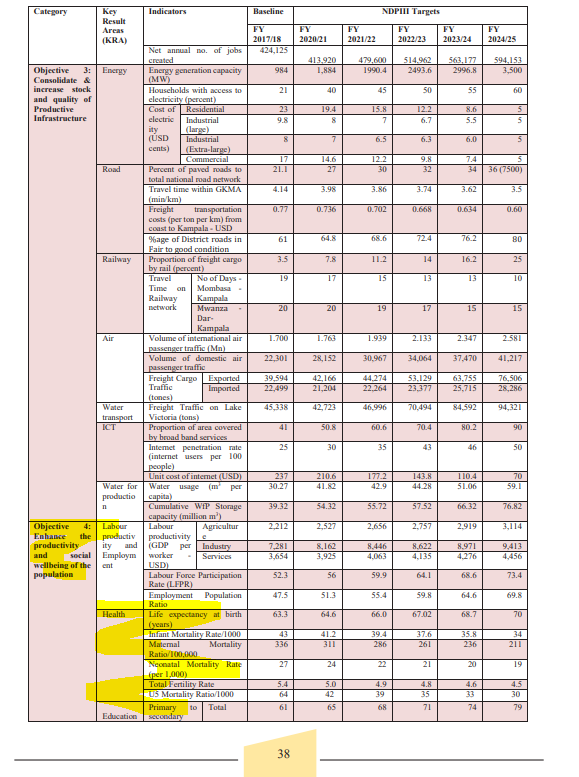 Category Key Result Areas (KRA) Indicators Baseline NDPIII Targets
FY 2017/18 FY 2020/21 FY 2021/22 FY 2022/23 FY 2023/24 FY 2024/25
Net annual no. of jobs created 424,125 413,920 479,600 514,962 563,177 594,153
Objective 3: Consolidate & increase stock and quality of Productive Infrastructure Energy Energy generation capacity (MW) 984 1,884 1990.4 2493.6 2996.8 3,500
Households with access to electricity (percent) 21 40 45 50 55 60
Cost of electric ity (USD cents) Residential 23 19.4 15.8 12.2 8.6 5
Industrial (large) 9.8 8 7 6.7 5.5 5
Industrial (Extra-large) 8 7 6.5 6.3 6.0 5
Commercial 17 14.6 12.2 9.8 7.4 5
Road Percent of paved roads to total national road network 21.1 27 30 32 34 36 (7500)
Travel time within GKMA (min/km) 4.14 3.98 3.86 3.74 3.62 3.5
Freight transportation costs (per ton per km) from coast to Kampala - USD 0.77 0.736 0.702 0.668 0.634 0.60
%age of District roads in Fair to good condition 61 64.8 68.6 72.4 76.2 80
Railway Proportion of freight cargo by rail (percent) 3.5 7.8 11.2 14 16.2 25
Travel Time on Railway network No of Days - Mombasa - Kampala 19 17 15 13 13 10
Mwanza - Dar- Kampala 20 20 19 17 15 15
Air Volume of international air passenger traffic (Mn) 1.700 1.763 1.939 2.133 2.347 2.581
Volume of domestic air passenger traffic 22,301 28,152 30,967 34,064 37,470 41,217
Freight Cargo Traffic (tones) Exported 39,594 42,166 44,274 53,129 63,755 76,506
Imported 22,499 21,204 22,264 23,377 25,715 28,286
Water transport Freight Traffic on Lake Victoria (tons) 45,338 42,723 46,996 70,494 84,592 94,321
ICT Proportion of area covered by broad band services 41 50.8 60.6 70.4 80.2 90
Internet penetration rate (internet users per 100 people) 25 30 35 43 46 50
Unit cost of internet (USD) 237 210.6 177.2 143.8 110.4 70
Water for productio n Water usage (m³ per capita) 30.27 41.82 42.9 44.28 51.06 59.1
Cumulative WfP Storage capacity (million m³) 39.32 54.32 55.72 57.52 66.32 76.82
Objective 4: Enhance the productivity and social wellbeing of the population Labour productiv ity and Employm ent Labour productivity (GDP per worker - USD) Agricultur e 2,212 2,527 2,656 2,757 2,919 3,114
Industry 7,281 8,162 8,446 8,622 8,971 9,413
Services 3,654 3,925 4,063 4,135 4,276 4,456
Labour Force Participation Rate (LFPR) 52.3 56 59.9 64.1 68.6 73.4
Employment Population Ratio 47.5 51.3 55.4 59.8 64.6 69.8
Health Life expectancy at birth (years) 63.3 64.6 66.0 67.02 68.7 70
Infant Mortality Rate/1000 43 41.2 39.4 37.6 35.8 34
Maternal Mortality Ratio/100,000 336 311 286 261 236 211
Neonatal Mortality Rate (per 1,000) 27 24 22 21 20 19
Total Fertility Rate 5.4 5.0 4.9 4.8 4.6 4.5
U5 Mortality Ratio/1000 64 42 39 35 33 30
Education Primary to secondary Total 61 65 68 71 74 79
38